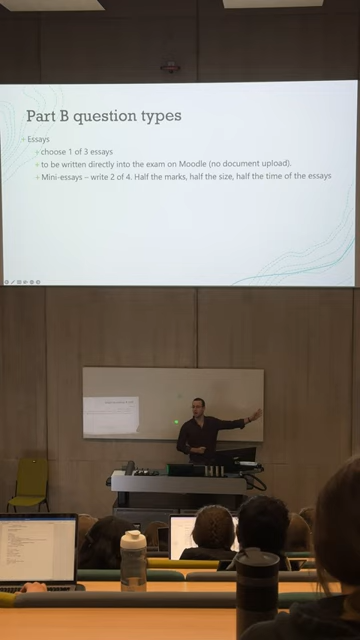 Part B question types
Essays
choose 1 of 3 essays
to be written directly into the exam on Moodle (no document upload).
Mini-essays – write 2 of 4. Half the marks, half the size, half the time of the essays